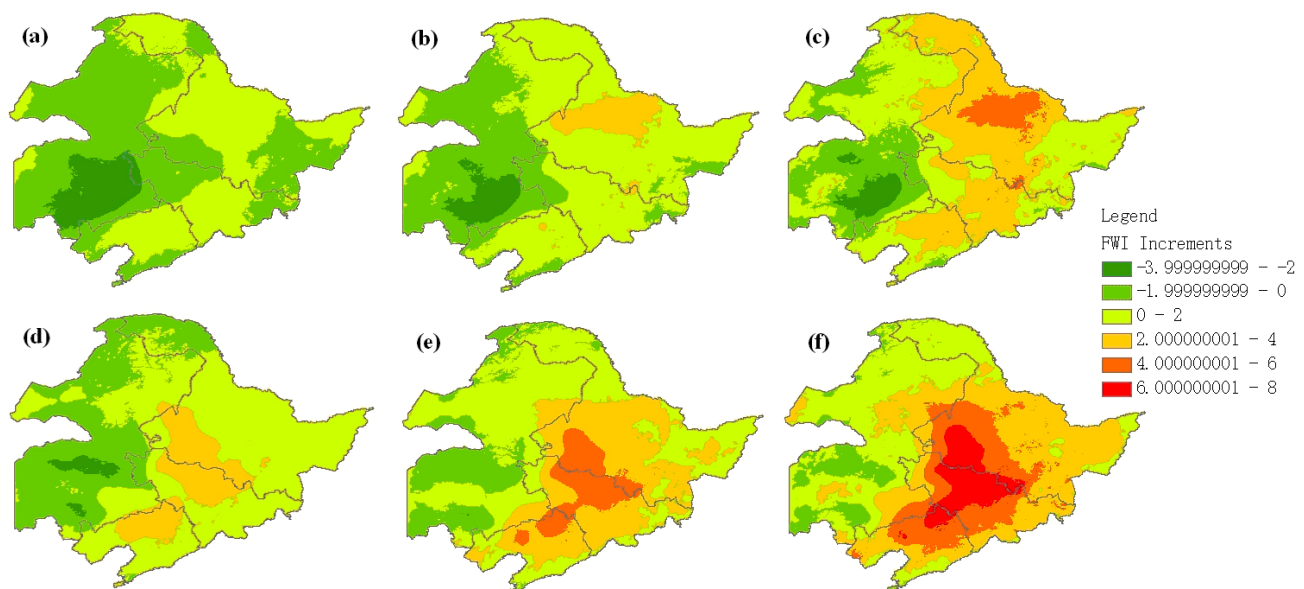 (a)
(b)
(c)
Legend
FWI Increments
-3.999999999 - -2
-1.999999999 - 0
0 - 2
2.000000001 - 4
4.000000001 - 6
6.000000001 - 8
(d)
(e)
(f)